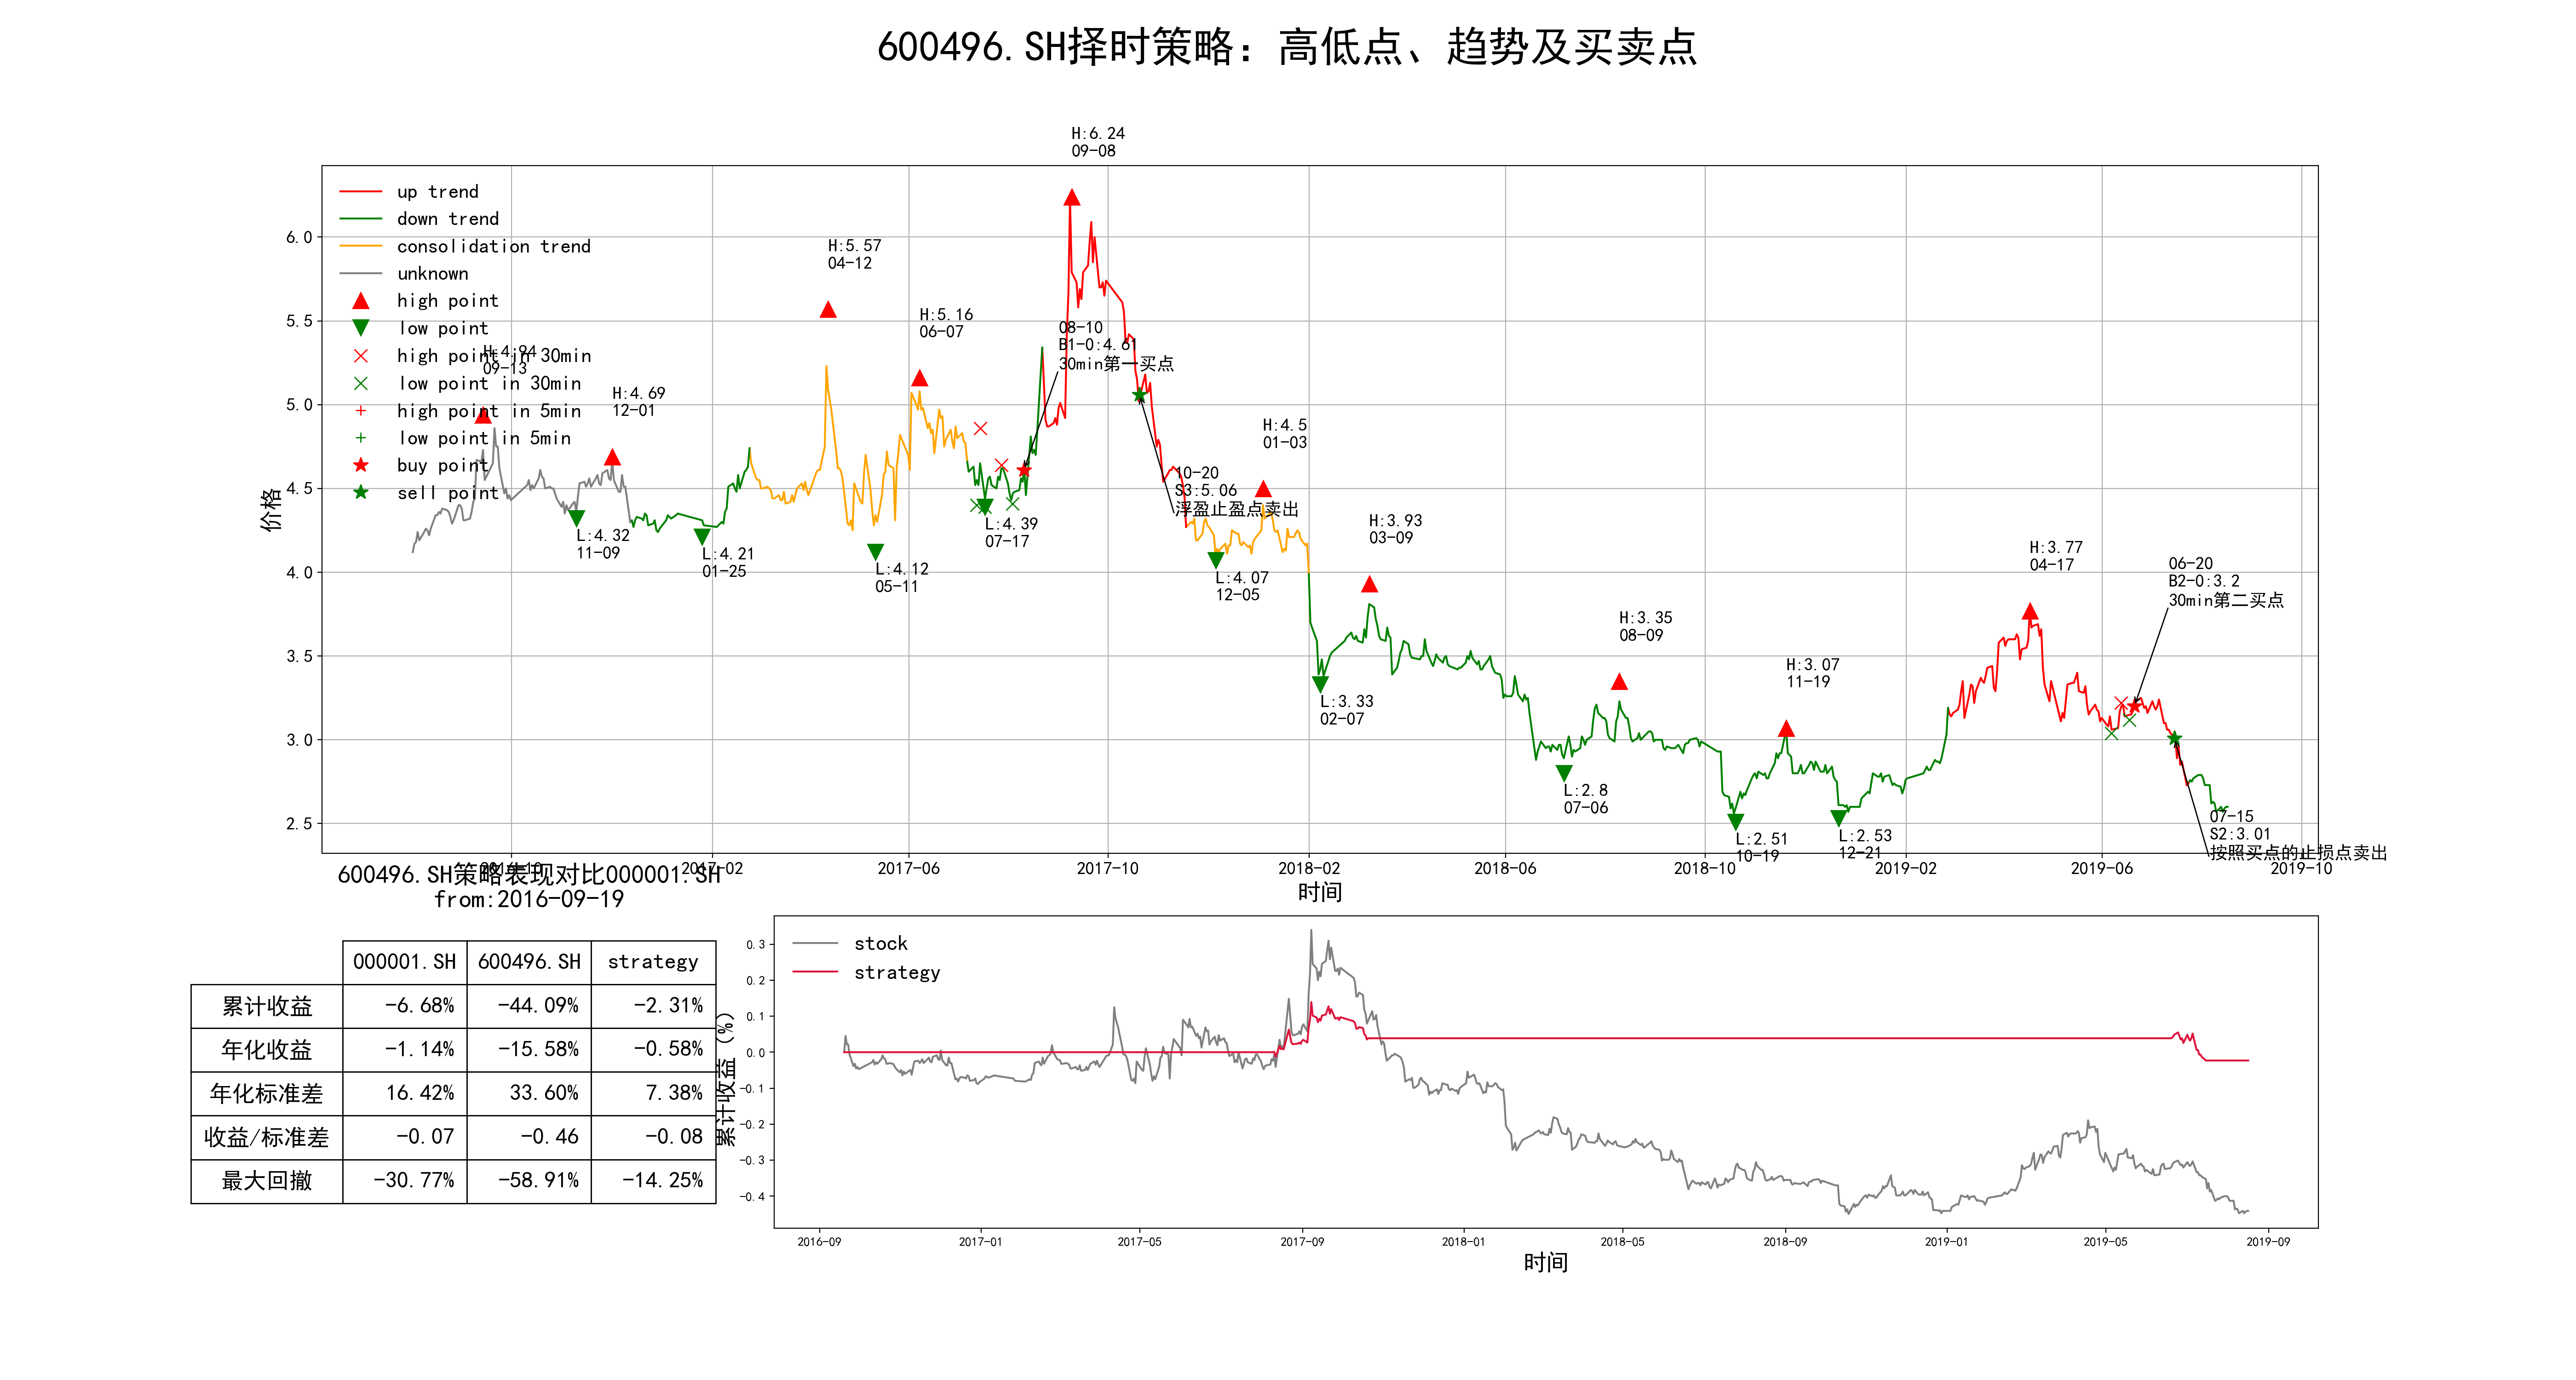 600496.SH择时策略：高低点、趋势及买卖点
H:6.24
09-08
up trend
down trend
consolidation trend
unknown
high point
low point
high point in 30min
low point in 30min
high point in 5min
low point in 5min
buy point
sell point
H:4.94
09-13
H:4.69
12-01
H:5.57
04-12
H:5.16
06-07
08-10
B1-0:4.61
30min第一买点
10-20
S3:5.06
浮盈止盈点卖出
H:4.5
01-03
H:3.93
03-09
H:3.35
08-09
H:3.07
11-19
H:3.77
04-17
06-20
B2-0:3.2
30min第二买点
L:4.32
11-09
L:4.21
01-25
L:4.12
05-11
L:4.39
07-17
L:4.07
12-05
L:3.33
02-07
L:2.8
07-06
L:2.51
10-19
L:2.53
12-21
07-15
S2:3.01
按照买点的止损点卖出
价格
6.0
5.5
5.0
4.5
4.0
3.5
3.0
2.5
2016-10
2017-02
2017-06
2017-10
2018-02
2018-06
2018-10
2019-02
2019-06
2019-10
时间
600496.SH策略表现对比000001.SH
from:2016-09-19
000001.SH 600496.SH strategy
累计收益 -6.68% -44.09% -2.31%
年化收益 -1.14% -15.58% -0.58%
年化标准差 16.42% 33.60% 7.38%
收益/标准差 -0.07 -0.46 -0.08
最大回撤 -30.77% -58.91% -14.25%
累计收益（%）
0.3
0.2
0.1
0.0
-0.1
-0.2
-0.3
-0.4
stock
strategy
2016-09
2017-01
2017-05
2017-09
2018-01
2018-05
2018-09
2019-01
2019-05
2019-09
时间